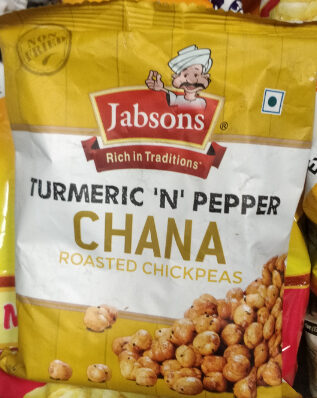 NON
FRIED
Jabsons ®
Rich in Traditions
TURMERIC 'N' PEPPER
CHANA
ROASTED CHICKPEAS